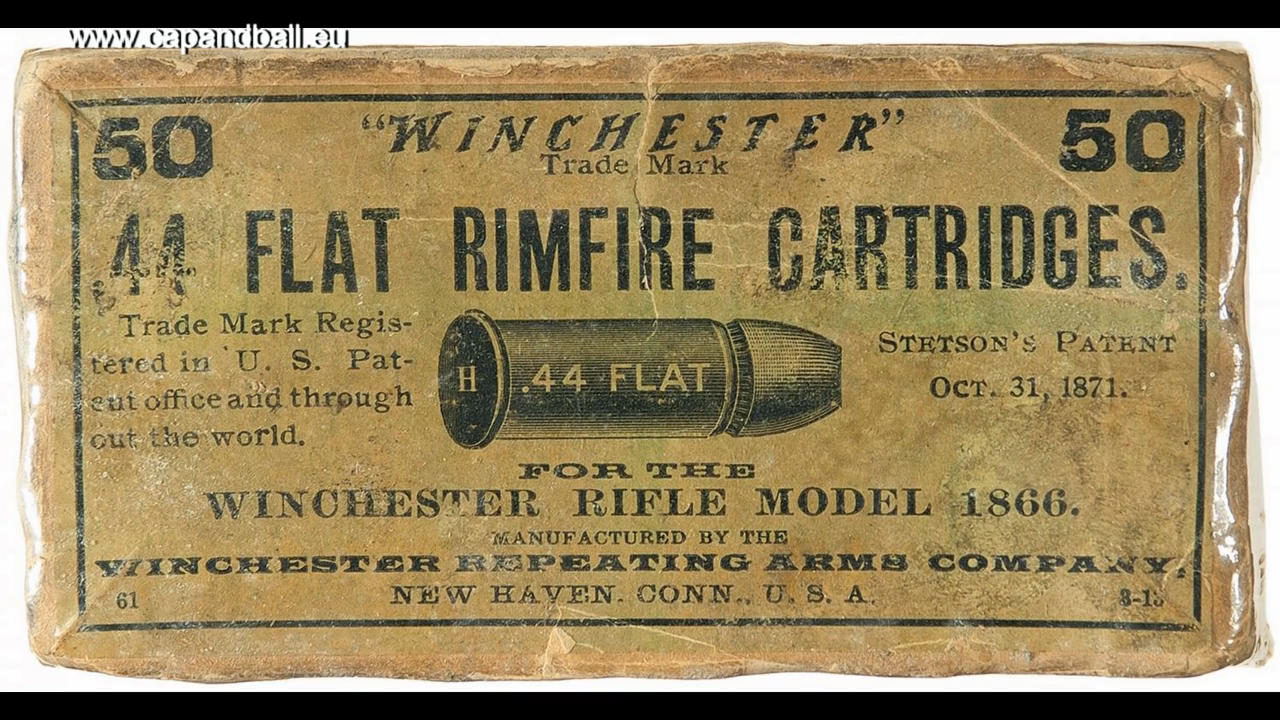 www.capandball.eu
50 "WINCHESTER" 50
Trade Mark
.44 FLAT RIMFIRE CARTRIDGES.
Trade Mark Regis-
tered in U. S. Pat-
ent office and through
out the world.
H .44 FLAT
STETSON'S PATENT
OCT. 31, 1871.
FOR THE
WINCHESTER RIFLE MODEL 1866.
MANUFACTURED BY THE
WINCHESTER REPEATING ARMS COMPANY,
61 NEW HAVEN. CONN., U. S. A.